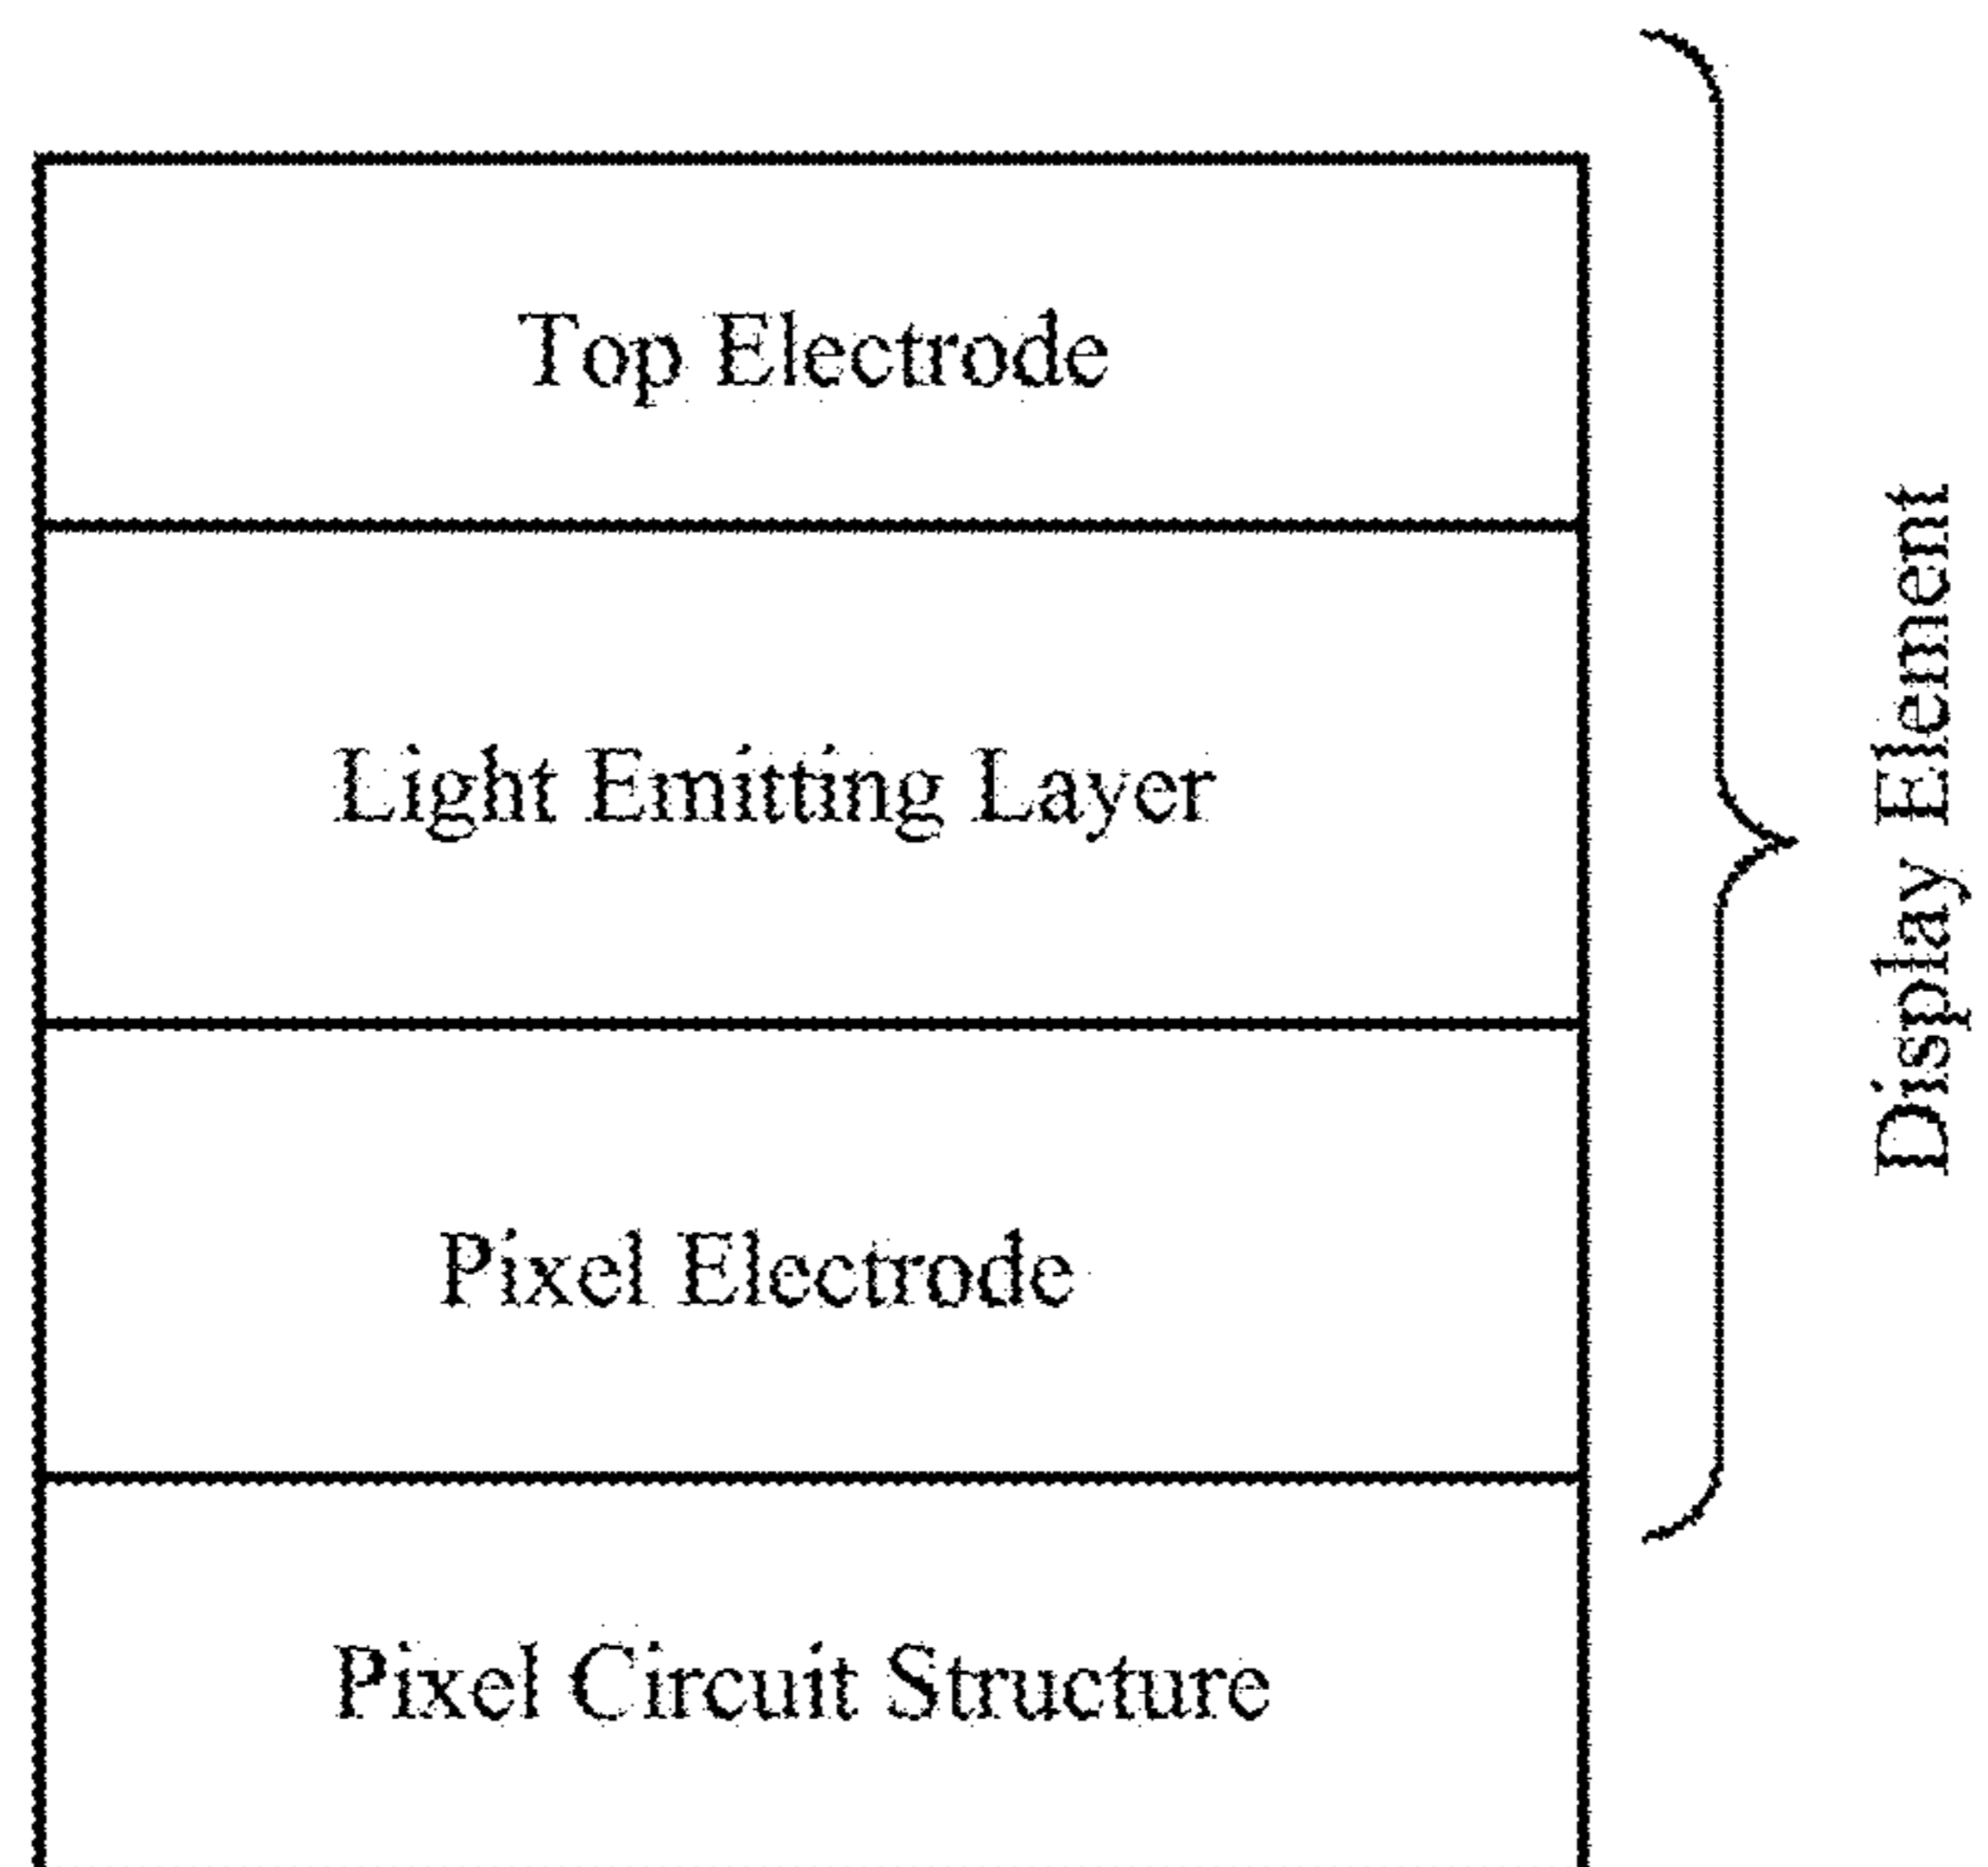 Top Electrode
Light Emitting Layer
Pixel Electrode
Pixel Circuit Structure
Display Element